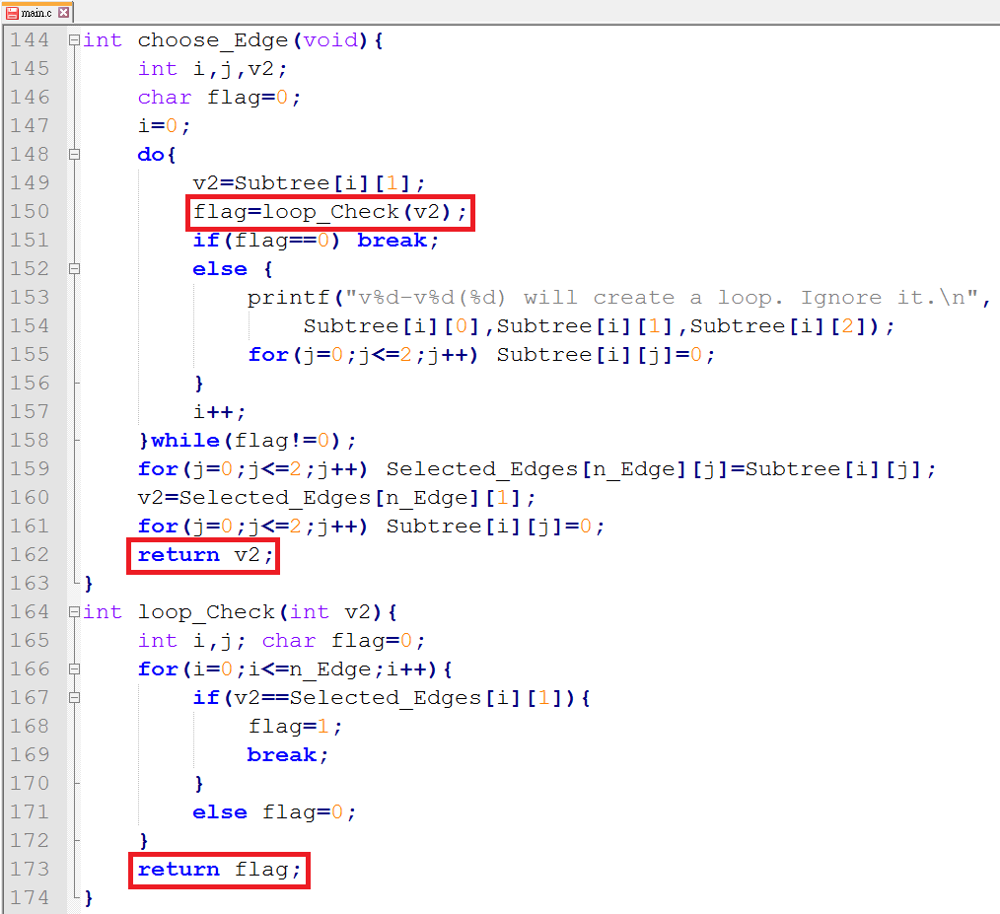 main.c
144 int choose_Edge(void){
145 int i,j,v2;
146 char flag=0;
147 i=0;
148 do{
149 v2=Subtree[i][1];
150 flag=loop_Check(v2);
151 if(flag==0) break;
152 else {
153 printf("v%d-v%d(%d) will create a loop. Ignore it.\n",
154 Subtree[i][0],Subtree[i][1],Subtree[i][2]);
155 for(j=0;j<=2;j++) Subtree[i][j]=0;
156 }
157 i++;
158 }while(flag!=0);
159 for(j=0;j<=2;j++) Selected_Edges[n_Edge][j]=Subtree[i][j];
160 v2=Selected_Edges[n_Edge][1];
161 for(j=0;j<=2;j++) Subtree[i][j]=0;
162 return v2;
163 }
164 int loop_Check(int v2){
165 int i,j; char flag=0;
166 for(i=0;i<=n_Edge;i++){
167 if(v2==Selected_Edges[i][1]){
168 flag=1;
169 break;
170 }
171 else flag=0;
172 }
173 return flag;
174 }